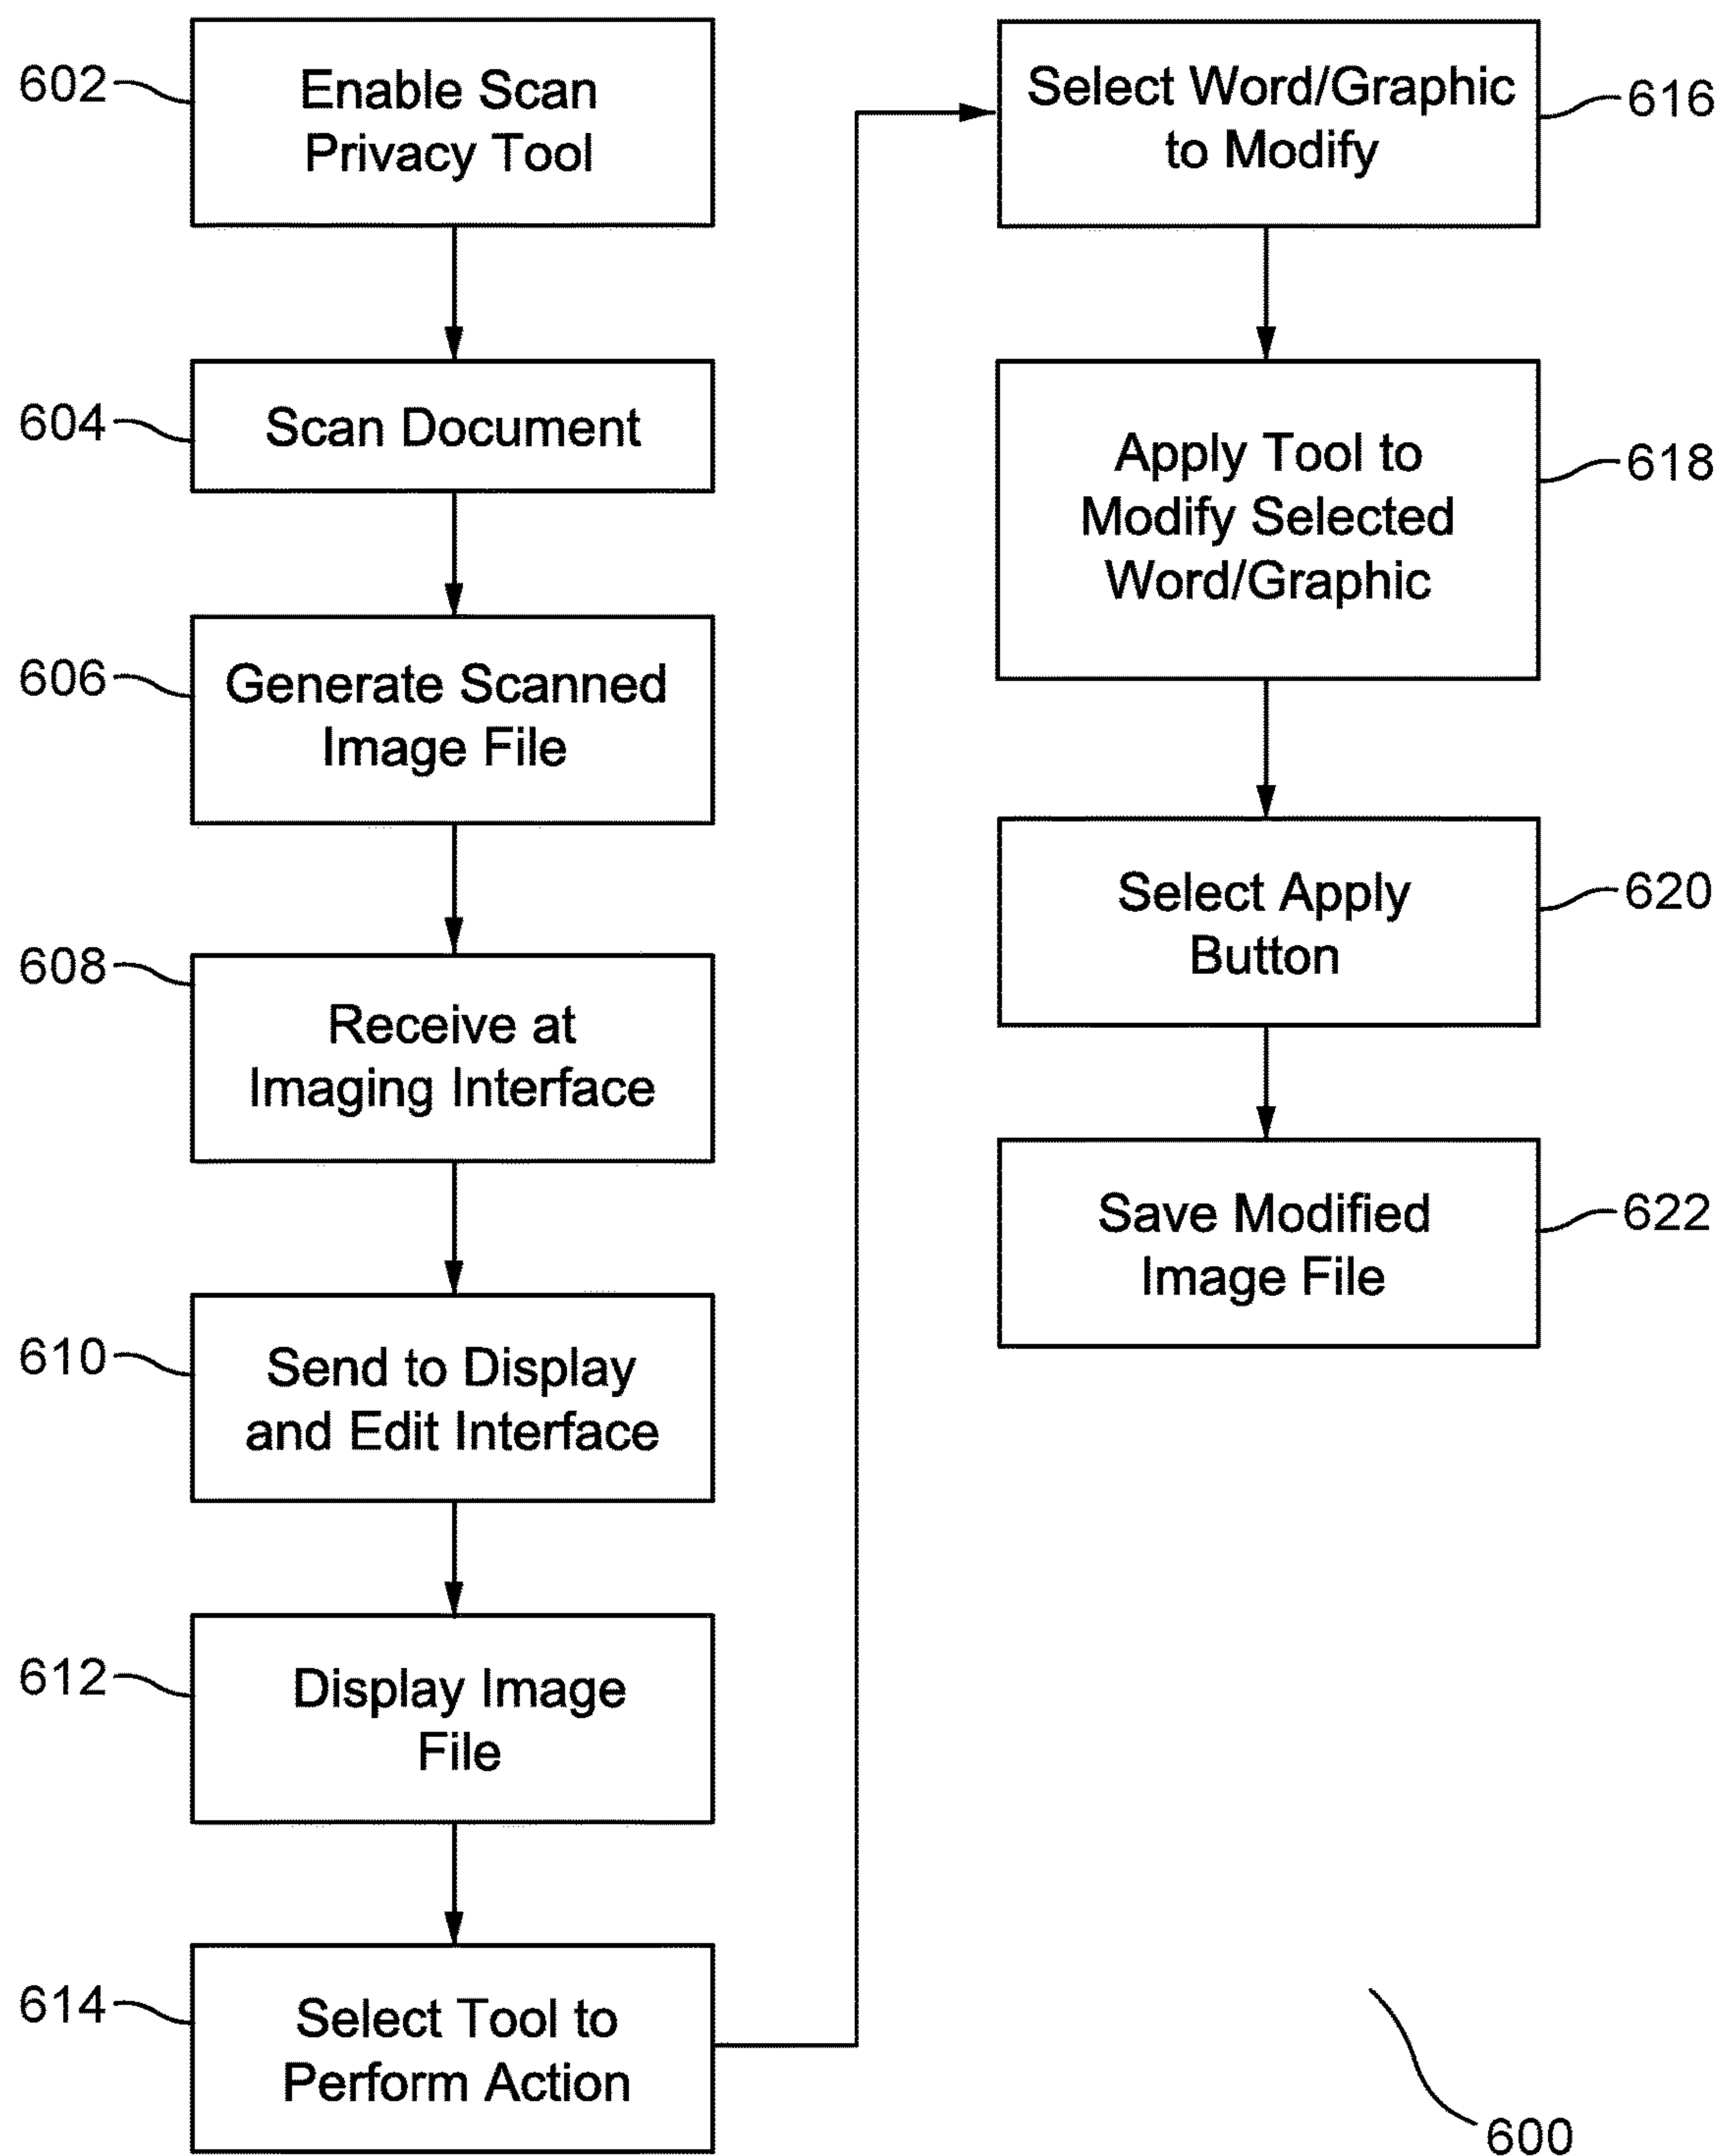 602
Enable Scan
Privacy Tool
604
Scan Document
606
Generate Scanned
Image File
608
Receive at
Imaging Interface
610
Send to Display
and Edit Interface
612
Display Image
File
614
Select Tool to
Perform Action
Select Word/Graphic
to Modify
616
Apply Tool to
Modify Selected
Word/Graphic
618
Select Apply
Button
620
Save Modified
Image File
622
600